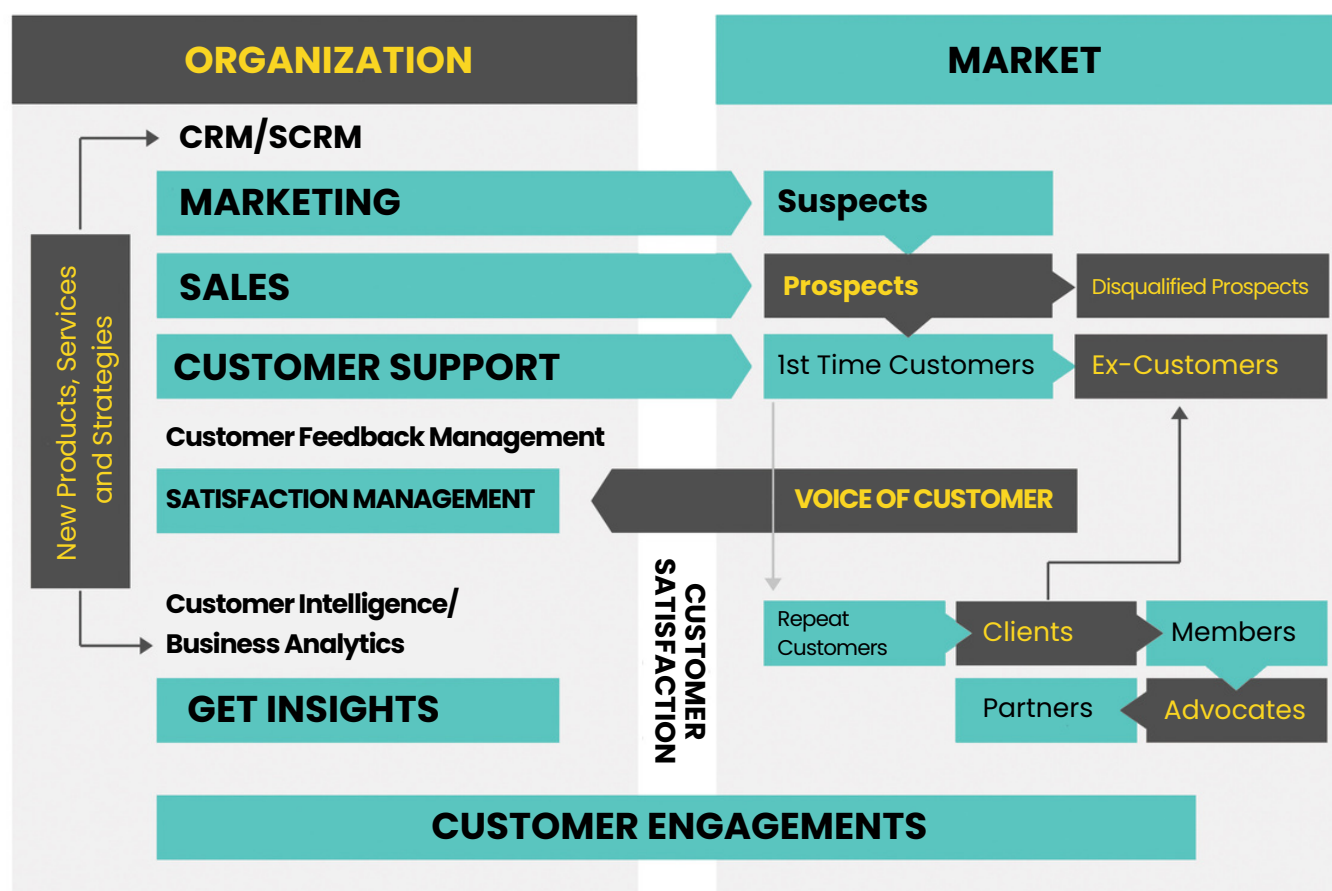 ORGANIZATION
MARKET
CRM/SCRM
MARKETING
Suspects
SALES
Prospects
Disqualified Prospects
CUSTOMER SUPPORT
1st Time Customers
Ex-Customers
New Products, Services
and Strategies
Customer Feedback Management
SATISFACTION MANAGEMENT
VOICE OF CUSTOMER
CUSTOMER
SATISFACTION
Customer Intelligence/
Business Analytics
Repeat
Customers
Clients
Members
GET INSIGHTS
Partners
Advocates
CUSTOMER ENGAGEMENTS